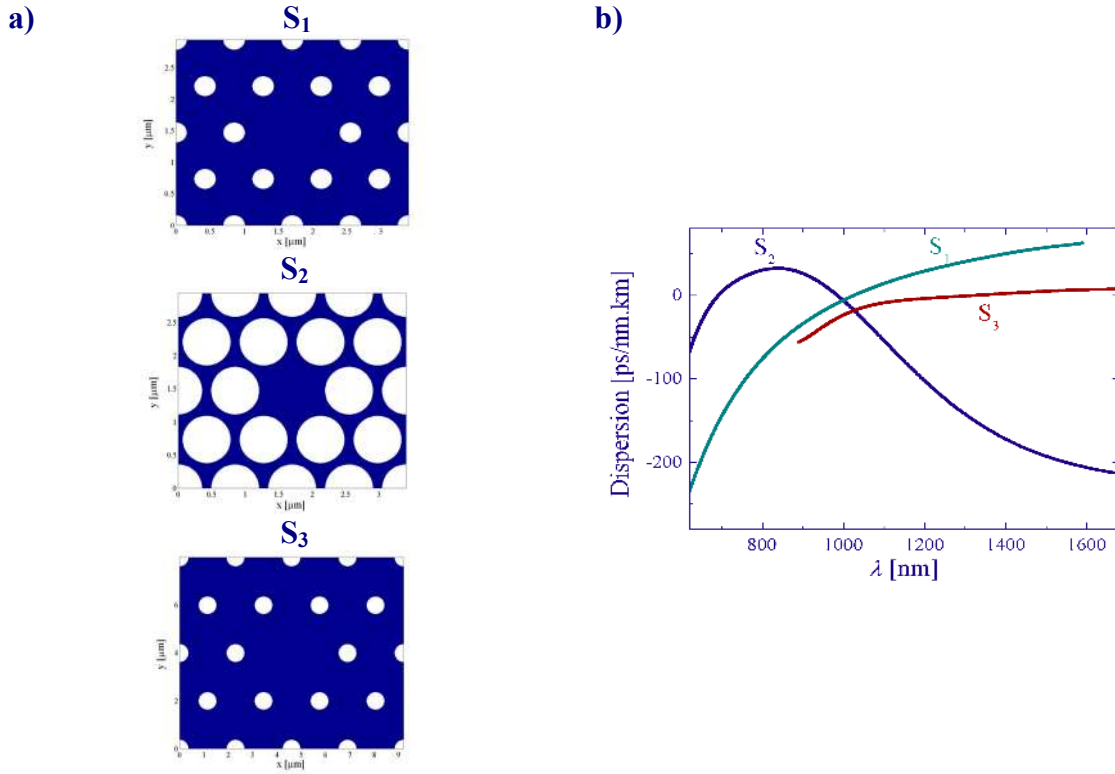 a)
S₁
y [μm]
2.5
2
1.5
1
0.5
0
0 0.5 1 1.5 2 2.5 3
x [μm]
S₂
y [μm]
2.5
2
1.5
1
0.5
0
0 0.5 1 1.5 2 2.5 3
x [μm]
S₃
y [μm]
6
4
2
0
0 1 2 3 4 5 6 7 8 9
x [μm]
b)
Dispersion [ps/nm.km]
S₂
S₁
S₃
0
-100
-200
800 1000 1200 1400 1600
λ [nm]